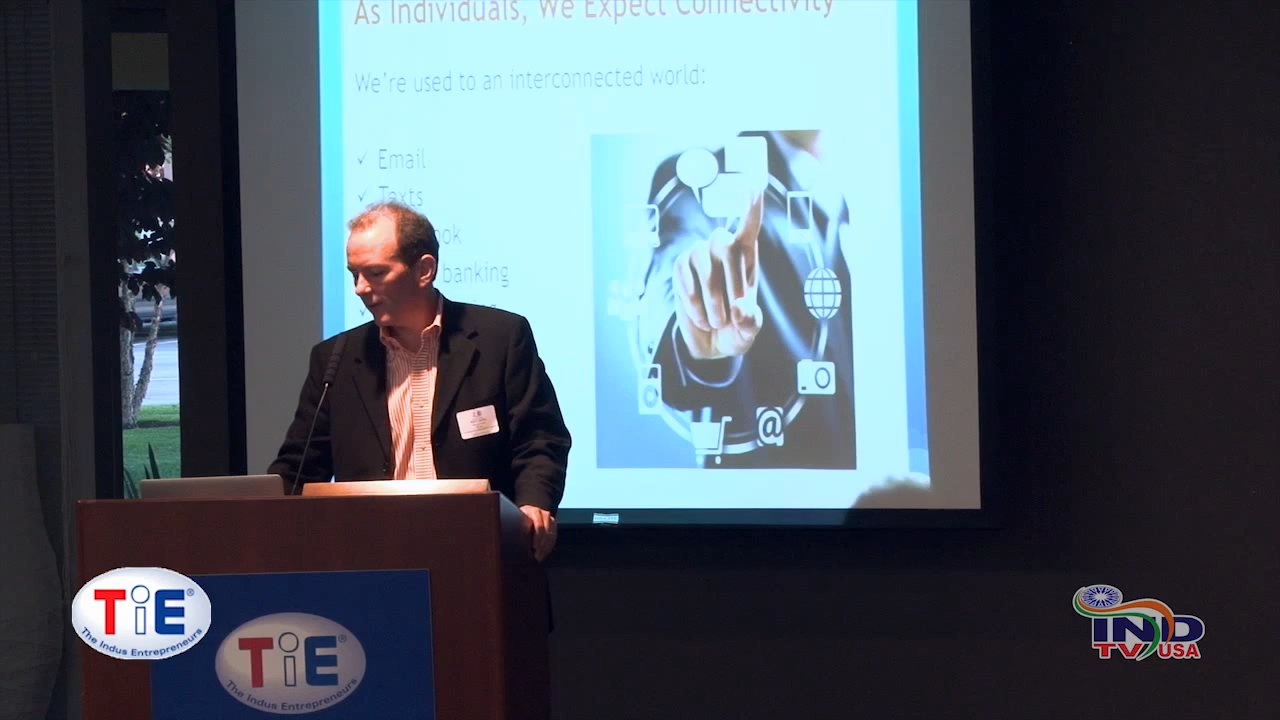 As Individuals, We Expect Connectivity
We're used to an interconnected world:
✓ Email
✓ Texts
ook
banking
@
TiE®
The Indus Entrepreneurs
TiE®
The Indus Entrepreneurs
IND
TV USA